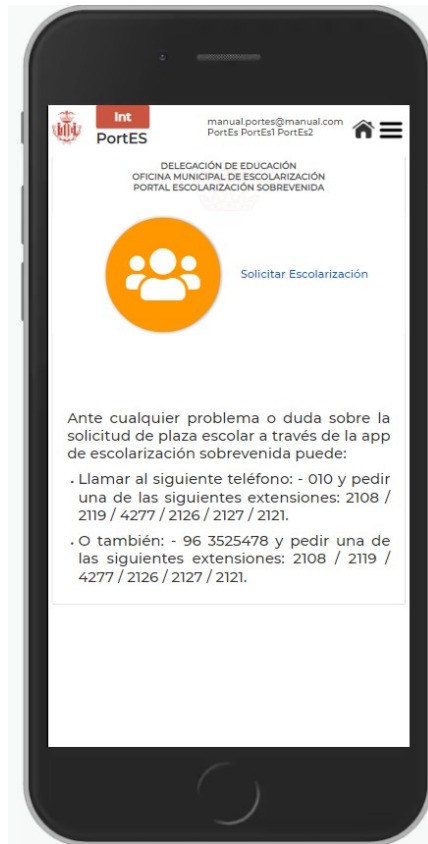 Int
PortES
manual.portes@manual.com
PortEs PortEs1 PortEs2
DELEGACIÓN DE EDUCACIÓN
OFICINA MUNICIPAL DE ESCOLARIZACIÓN
PORTAL ESCOLARIZACIÓN SOBREVENIDA
Solicitar Escolarización
Ante cualquier problema o duda sobre la
solicitud de plaza escolar a través de la app
de escolarización sobrevenida puede:
• Llamar al siguiente teléfono: - 010 y pedir
una de las siguientes extensiones: 2108 /
2119 / 4277 / 2126 / 2127 / 2121.
• O también: - 96 3525478 y pedir una de
las siguientes extensiones: 2108 / 2119 /
4277 / 2126 / 2127 / 2121.